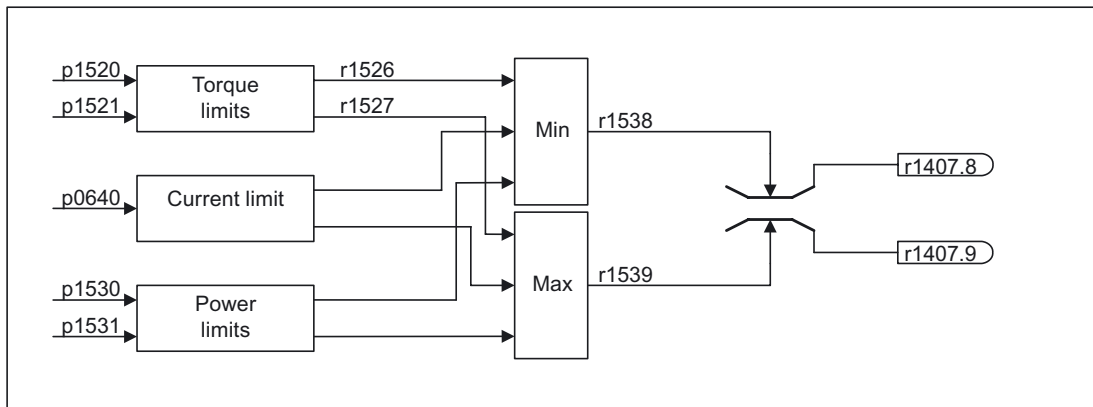 p1520
p1521
Torque
limits
r1526
r1527
Min
r1538
r1407.8
p0640
Current limit
r1407.9
p1530
p1531
Power
limits
Max
r1539